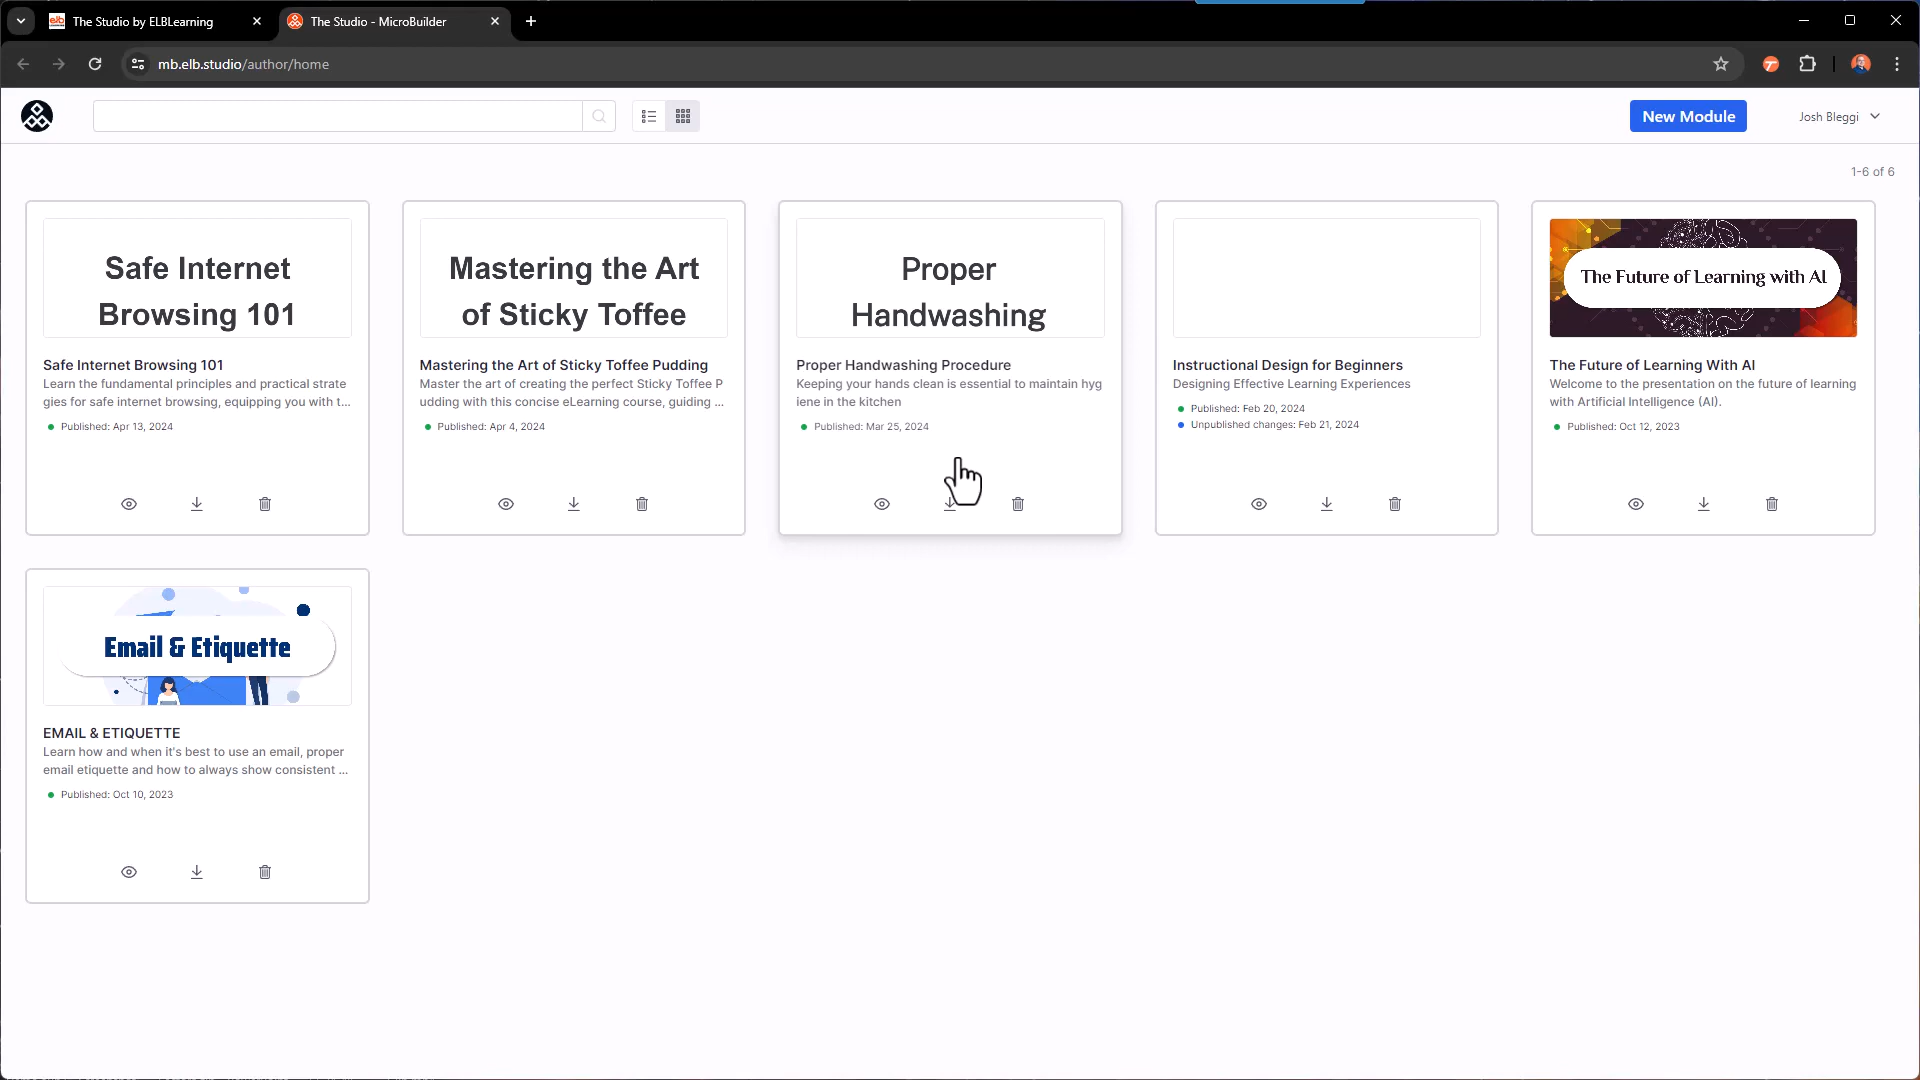 The Studio by ELBLearning
The Studio - MicroBuilder
mb.elb.studio/author/home
New Module
Josh Bleggi
1-6 of 6
Safe Internet
Browsing 101
Safe Internet Browsing 101
Learn the fundamental principles and practical strate
gies for safe internet browsing, equipping you with t...
Published: Apr 13, 2024
Mastering the Art
of Sticky Toffee
Mastering the Art of Sticky Toffee Pudding
Master the art of creating the perfect Sticky Toffee P
udding with this concise eLearning course, guiding ...
Published: Apr 4, 2024
Proper
Handwashing
Proper Handwashing Procedure
Keeping your hands clean is essential to maintain hyg
iene in the kitchen
Published: Mar 25, 2024
Instructional Design for Beginners
Designing Effective Learning Experiences
Published: Feb 20, 2024
Unpublished changes: Feb 21, 2024
The Future of Learning with AI
The Future of Learning With AI
Welcome to the presentation on the future of learning
with Artificial Intelligence (AI).
Published: Oct 12, 2023
Email & Etiquette
EMAIL & ETIQUETTE
Learn how and when it's best to use an email, proper
email etiquette and how to always show consistent ...
Published: Oct 10, 2023